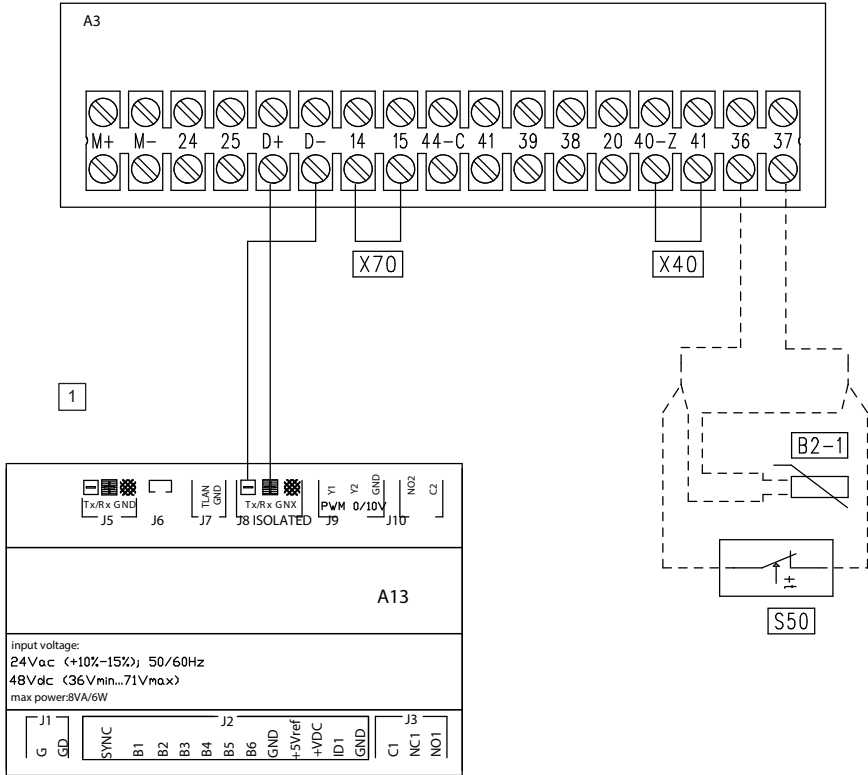 A3
M+ M- 24 25 D+ D- 14 15 44-C 41 39 38 20 40-Z 41 36 37
X70 X40
1
B2-1
S50
TLAN GND Y1 Y2 GND NO2 C2
Tx/Rx GND Tx/Rx GNX PWM 0/10V
J5 J6 J7 J8 ISOLATED J9 J10
A13
input voltage:
24Vac (+10%-15%); 50/60Hz
48Vdc (36Vmin...71Vmax)
max power:8VA/6W
J1 J2 J3
G GD SYNC B1 B2 B3 B4 B5 B6 GND +5Vref +VDC ID1 GND C1 NC1 NO1